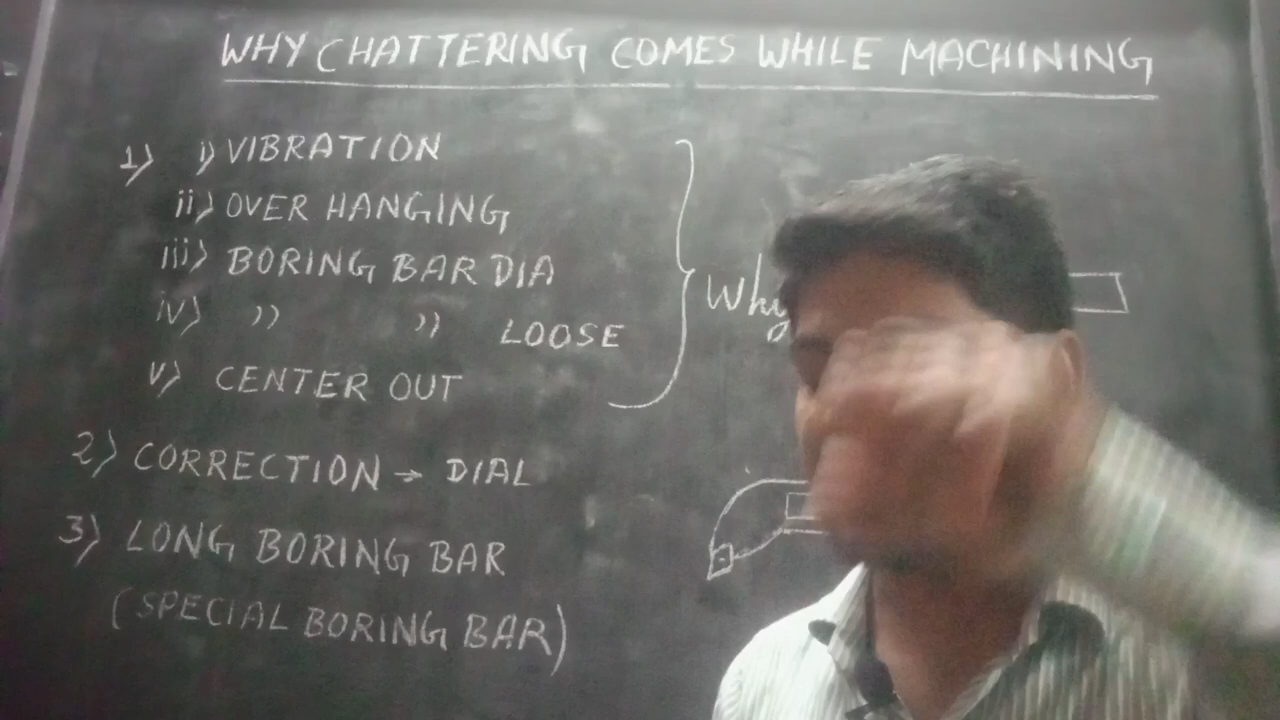 WHY CHATTERING COMES WHILE MACHINING
1) i) VIBRATION
ii) OVER HANGING
iii) BORING BAR DIA
iv) ,, ,, LOOSE
v) CENTER OUT
Why
2) CORRECTION → DIAL
3) LONG BORING BAR
(SPECIAL BORING BAR)